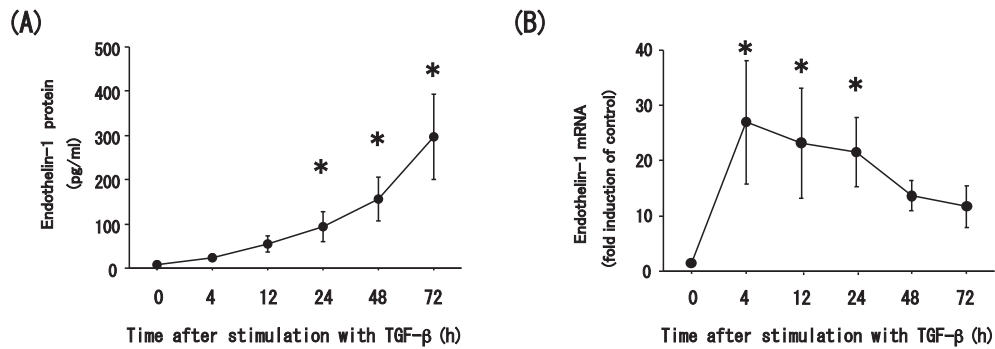 (A)
Endothelin-1 protein
(pg/ml)
500
400
300
200
100
0
*
*
*
0 4 12 24 48 72
Time after stimulation with TGF-β (h)
(B)
Endothelin-1 mRNA
(fold induction of control)
40
30
20
10
0
*
*
*
0 4 12 24 48 72
Time after stimulation with TGF-β (h)